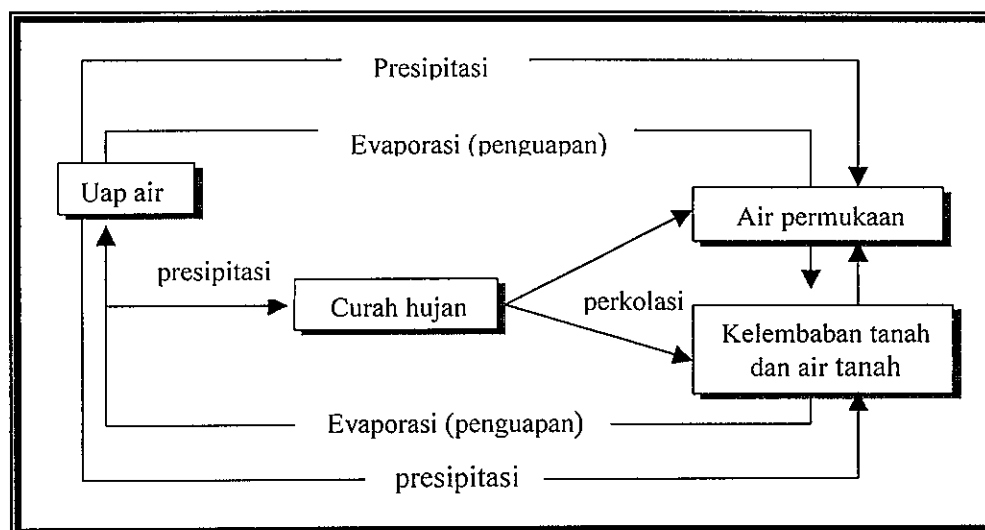 Presipitasi
Evaporasi (penguapan)
Uap air
Air permukaan
presipitasi
Curah hujan
perkolasi
Kelembaban tanah
dan air tanah
Evaporasi (penguapan)
presipitasi